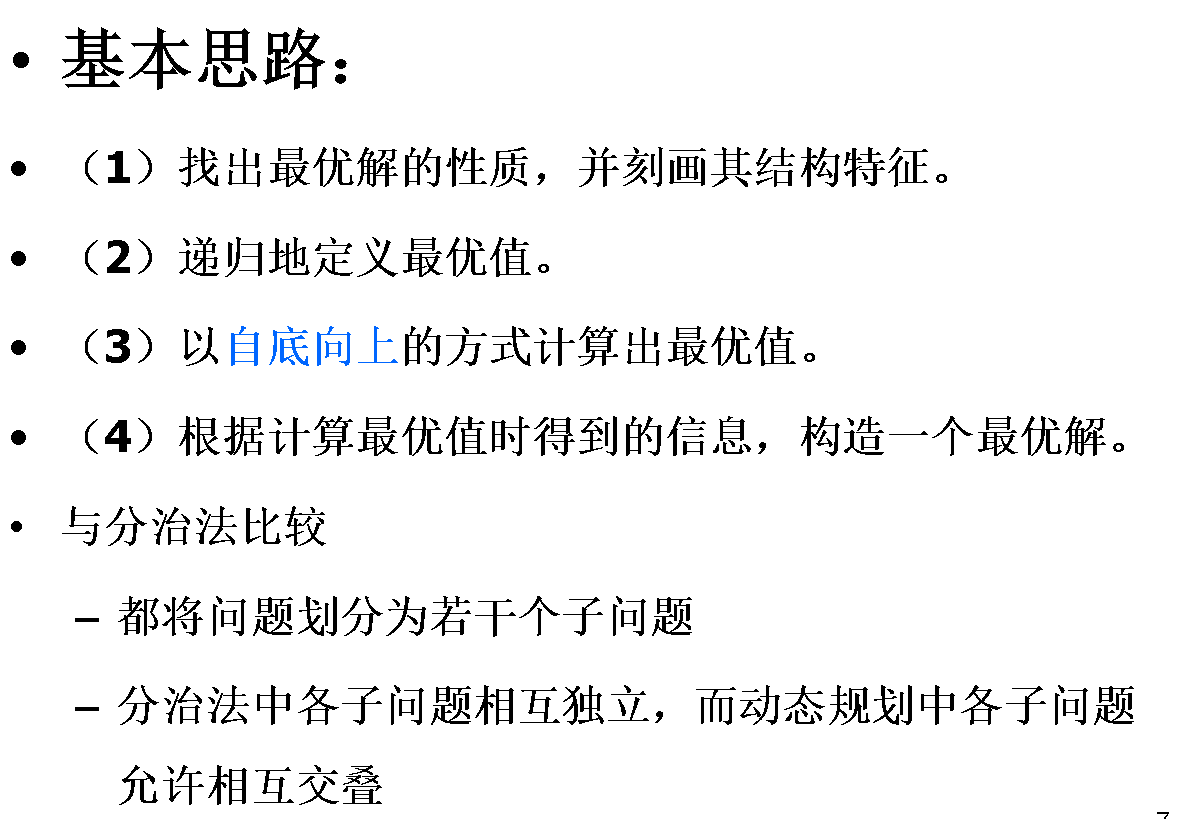 • 基本思路：
• （1）找出最优解的性质，并刻画其结构特征。
• （2）递归地定义最优值。
• （3）以自底向上的方式计算出最优值。
• （4）根据计算最优值时得到的信息，构造一个最优解。
• 与分治法比较
– 都将问题划分为若干个子问题
– 分治法中各子问题相互独立，而动态规划中各子问题
允许相互交叠
7